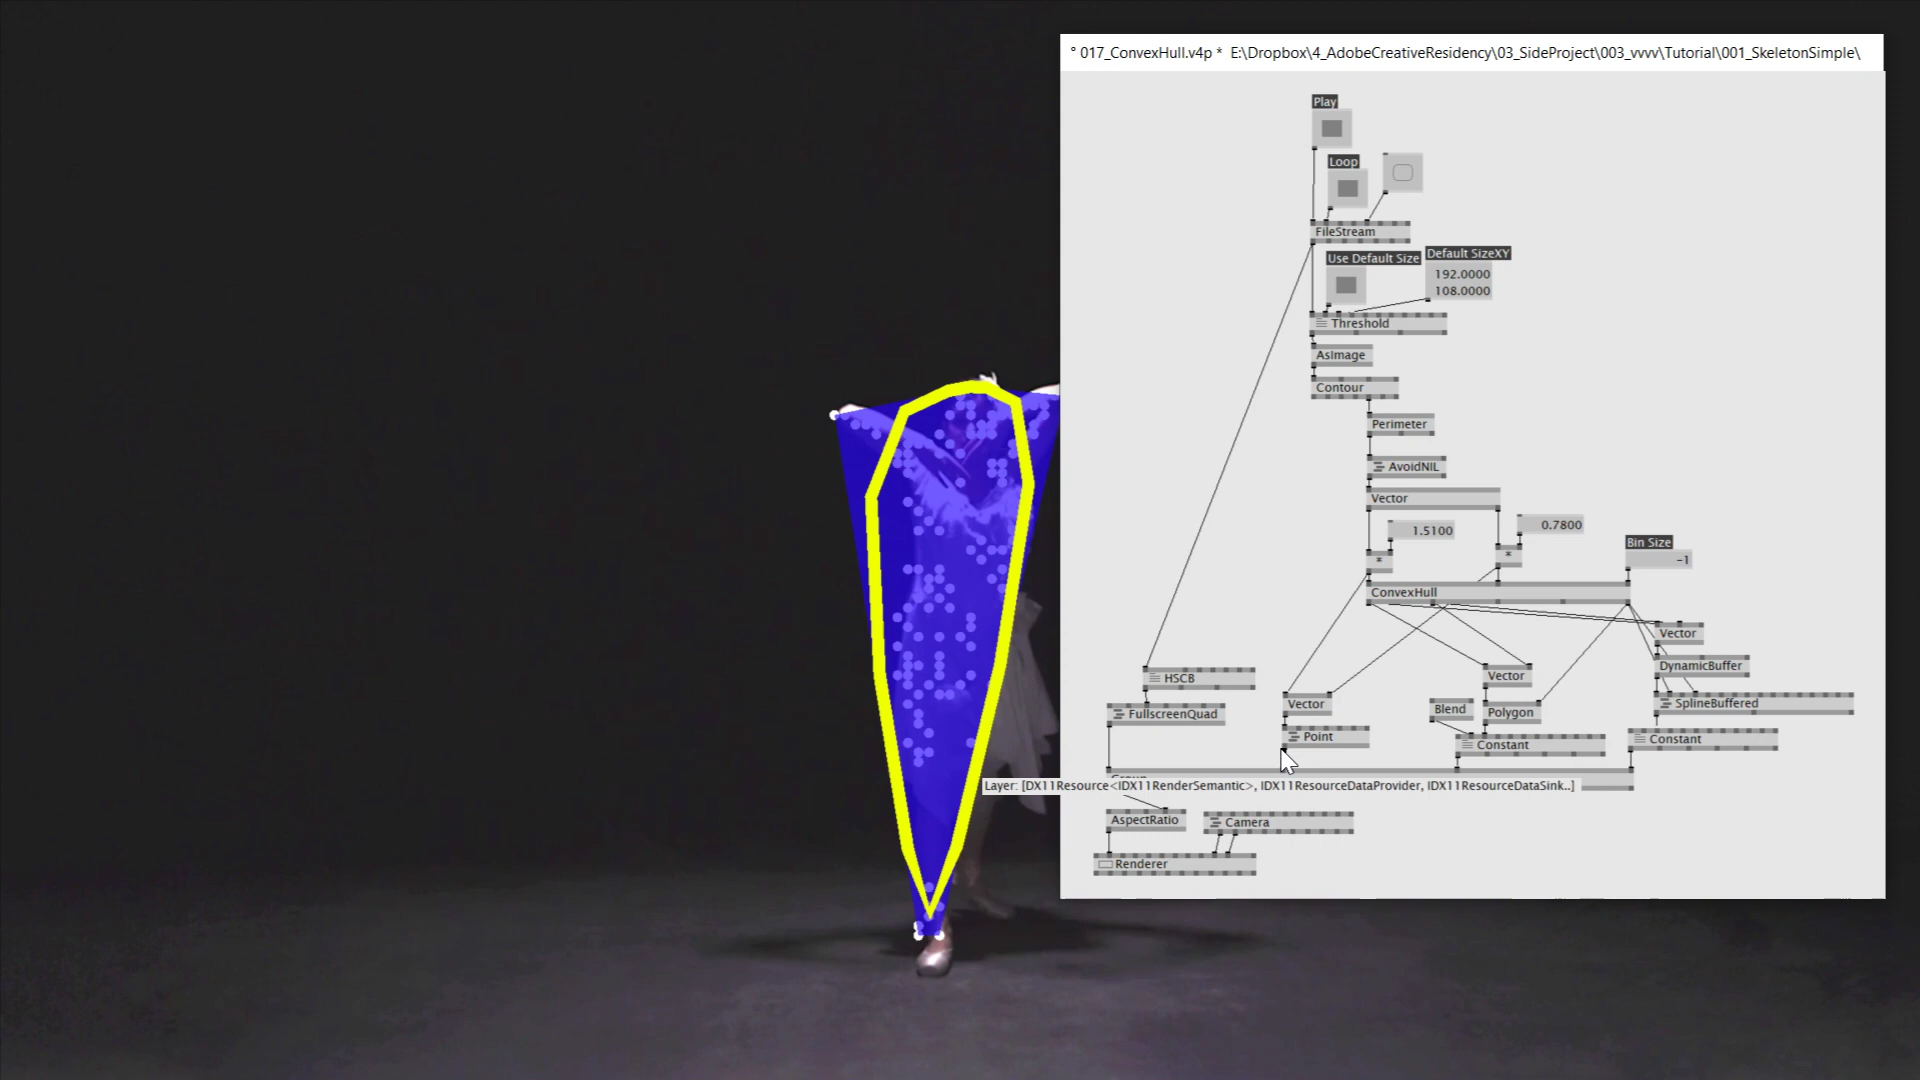 ° 017_ConvexHull.v4p * E:\Dropbox\4_AdobeCreativeResidency\03_SideProject\003_vvvv\Tutorial\001_SkeletonSimple\
Play
Loop
FileStream
Use Default Size
Default SizeXY
192.0000
108.0000
Threshold
AsImage
Contour
Perimeter
AvoidNIL
Vector
1.5100
0.7800
*
*
Bin Size
-1
ConvexHull
Vector
DynamicBuffer
SplineBuffered
Constant
HSCB
FullscreenQuad
Vector
Point
Vector
Blend
Polygon
Constant
Group
Layer: [DX11Resource<IDX11RenderSemantic>, IDX11ResourceDataProvider, IDX11ResourceDataSink..]
AspectRatio
Camera
Renderer